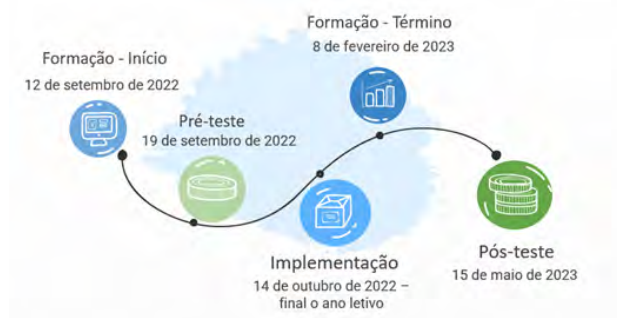 Formação - Início
12 de setembro de 2022
Pré-teste
19 de setembro de 2022
Implementação
14 de outubro de 2022 –
final o ano letivo
Formação - Término
8 de fevereiro de 2023
Pós-teste
15 de maio de 2023